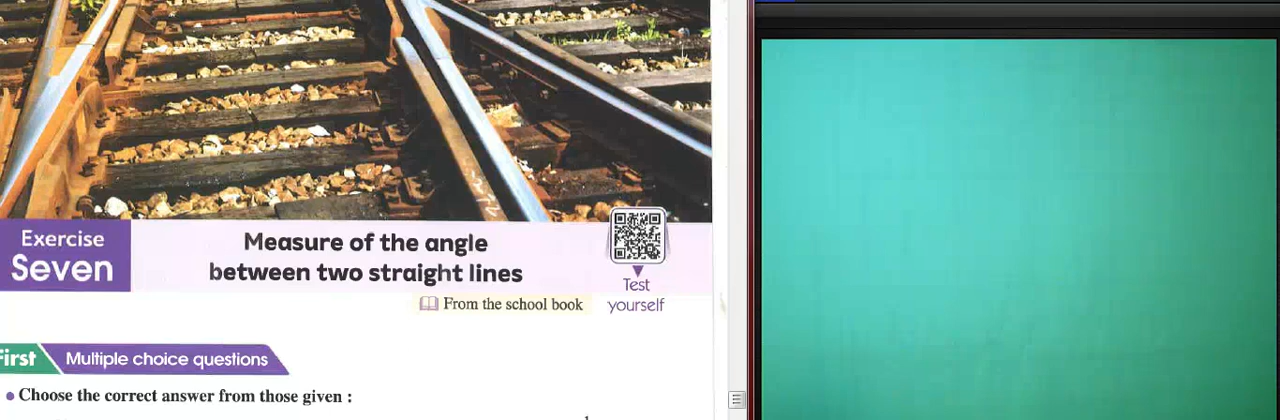 Exercise
Seven
Measure of the angle
between two straight lines
Test
yourself
From the school book
First
Multiple choice questions
• Choose the correct answer from those given :